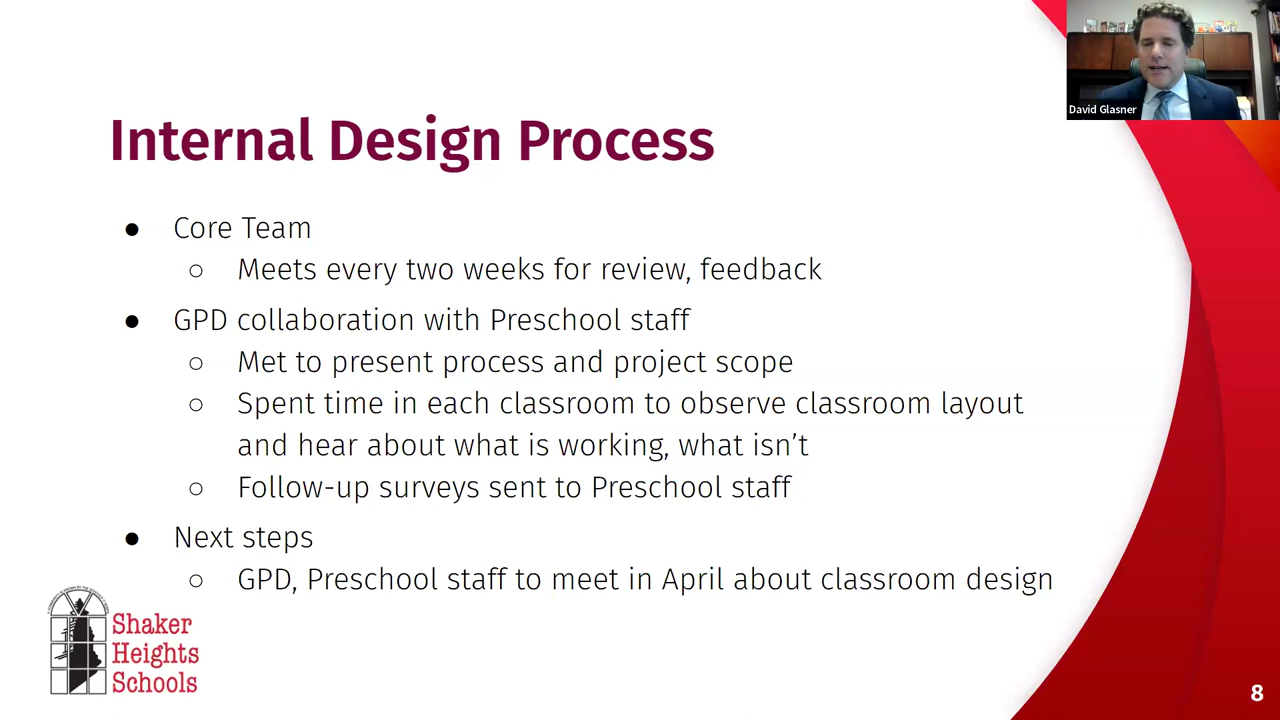 David Glasner
Internal Design Process
● Core Team
○ Meets every two weeks for review, feedback
● GPD collaboration with Preschool staff
○ Met to present process and project scope
○ Spent time in each classroom to observe classroom layout
and hear about what is working, what isn’t
○ Follow-up surveys sent to Preschool staff
● Next steps
○ GPD, Preschool staff to meet in April about classroom design
Shaker
Heights
Schools
8